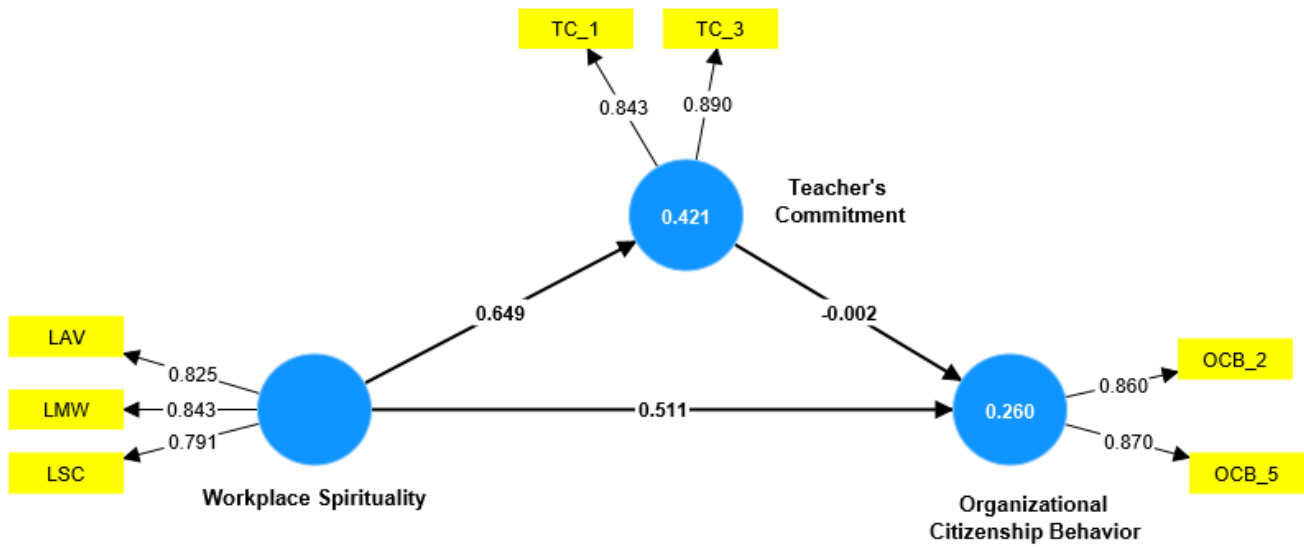 TC_1
TC_3
0.843
0.890
0.421
Teacher's
Commitment
0.649
-0.002
LAV
0.825
LMW
0.843
LSC
0.791
Workplace Spirituality
0.511
0.260
OCB_2
0.860
OCB_5
0.870
Organizational
Citizenship Behavior